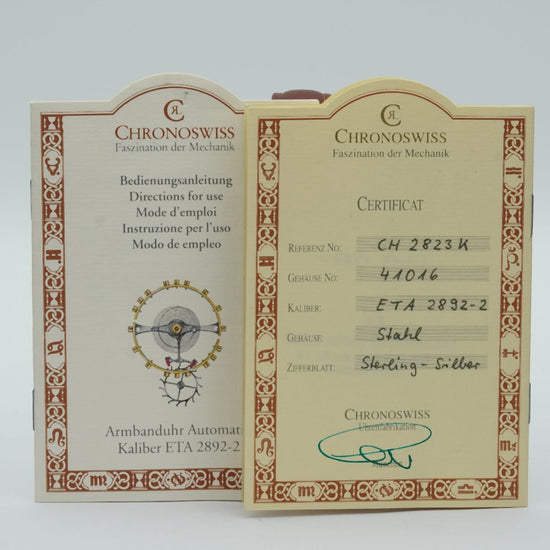 CHRONOSWISS
Faszination der Mechanik
Bedienungsanleitung
Directions for use
Mode d'emploi
Instruzione per l'uso
Modo de empleo
Armbanduhr Automati
Kaliber ETA 2892-2
CHRONOSWISS
Faszination der Mechanik
CERTIFICAT
REFERENZ NO: CH 2823 K
GEHÄUSE NO: 41016
KALIBER: ETA 2892-2
GEHÄUSE: Stahl
ZIFFERBLATT: Sterling-Silber
CHRONOSWISS
Uhrenfabrikation